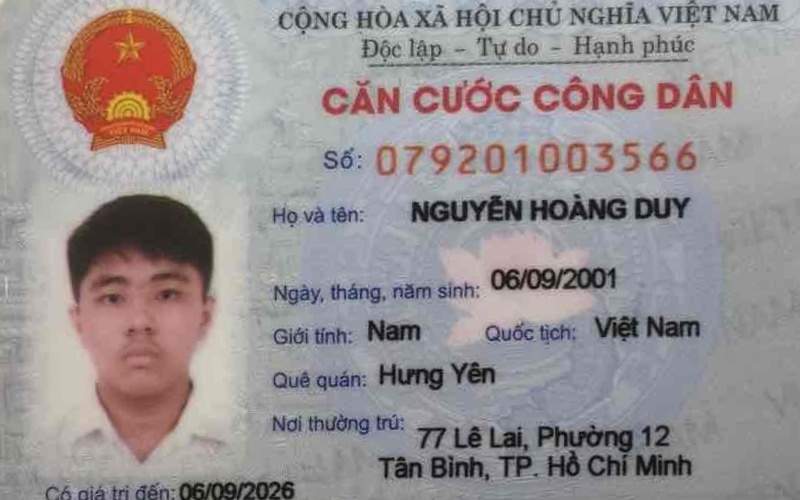 CỘNG HÒA XÃ HỘI CHỦ NGHĨA VIỆT NAM
Độc lập - Tự do - Hạnh phúc
CĂN CƯỚC CÔNG DÂN
Số: 079201003566
Họ và tên: NGUYỄN HOÀNG DUY
Ngày, tháng, năm sinh: 06/09/2001
Giới tính: Nam Quốc tịch: Việt Nam
Quê quán: Hưng Yên
Nơi thường trú: 77 Lê Lai, Phường 12
Tân Bình, TP. Hồ Chí Minh
Có giá trị đến: 06/09/2026
VIỆT NAM